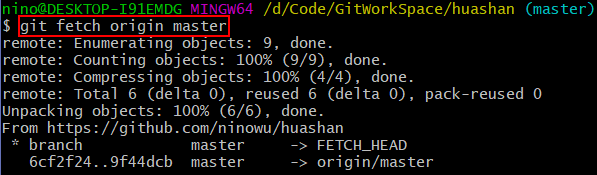 nino@DESKTOP-I91EMDG MINGW64 /d/Code/GitWorkSpace/huashan (master)
$ git fetch origin master
remote: Enumerating objects: 9, done.
remote: Counting objects: 100% (9/9), done.
remote: Compressing objects: 100% (4/4), done.
remote: Total 6 (delta 0), reused 6 (delta 0), pack-reused 0
Unpacking objects: 100% (6/6), done.
From https://github.com/ninowu/huashan
 * branch            master     -> FETCH_HEAD
   6cf2f24..9f44dcb  master     -> origin/master